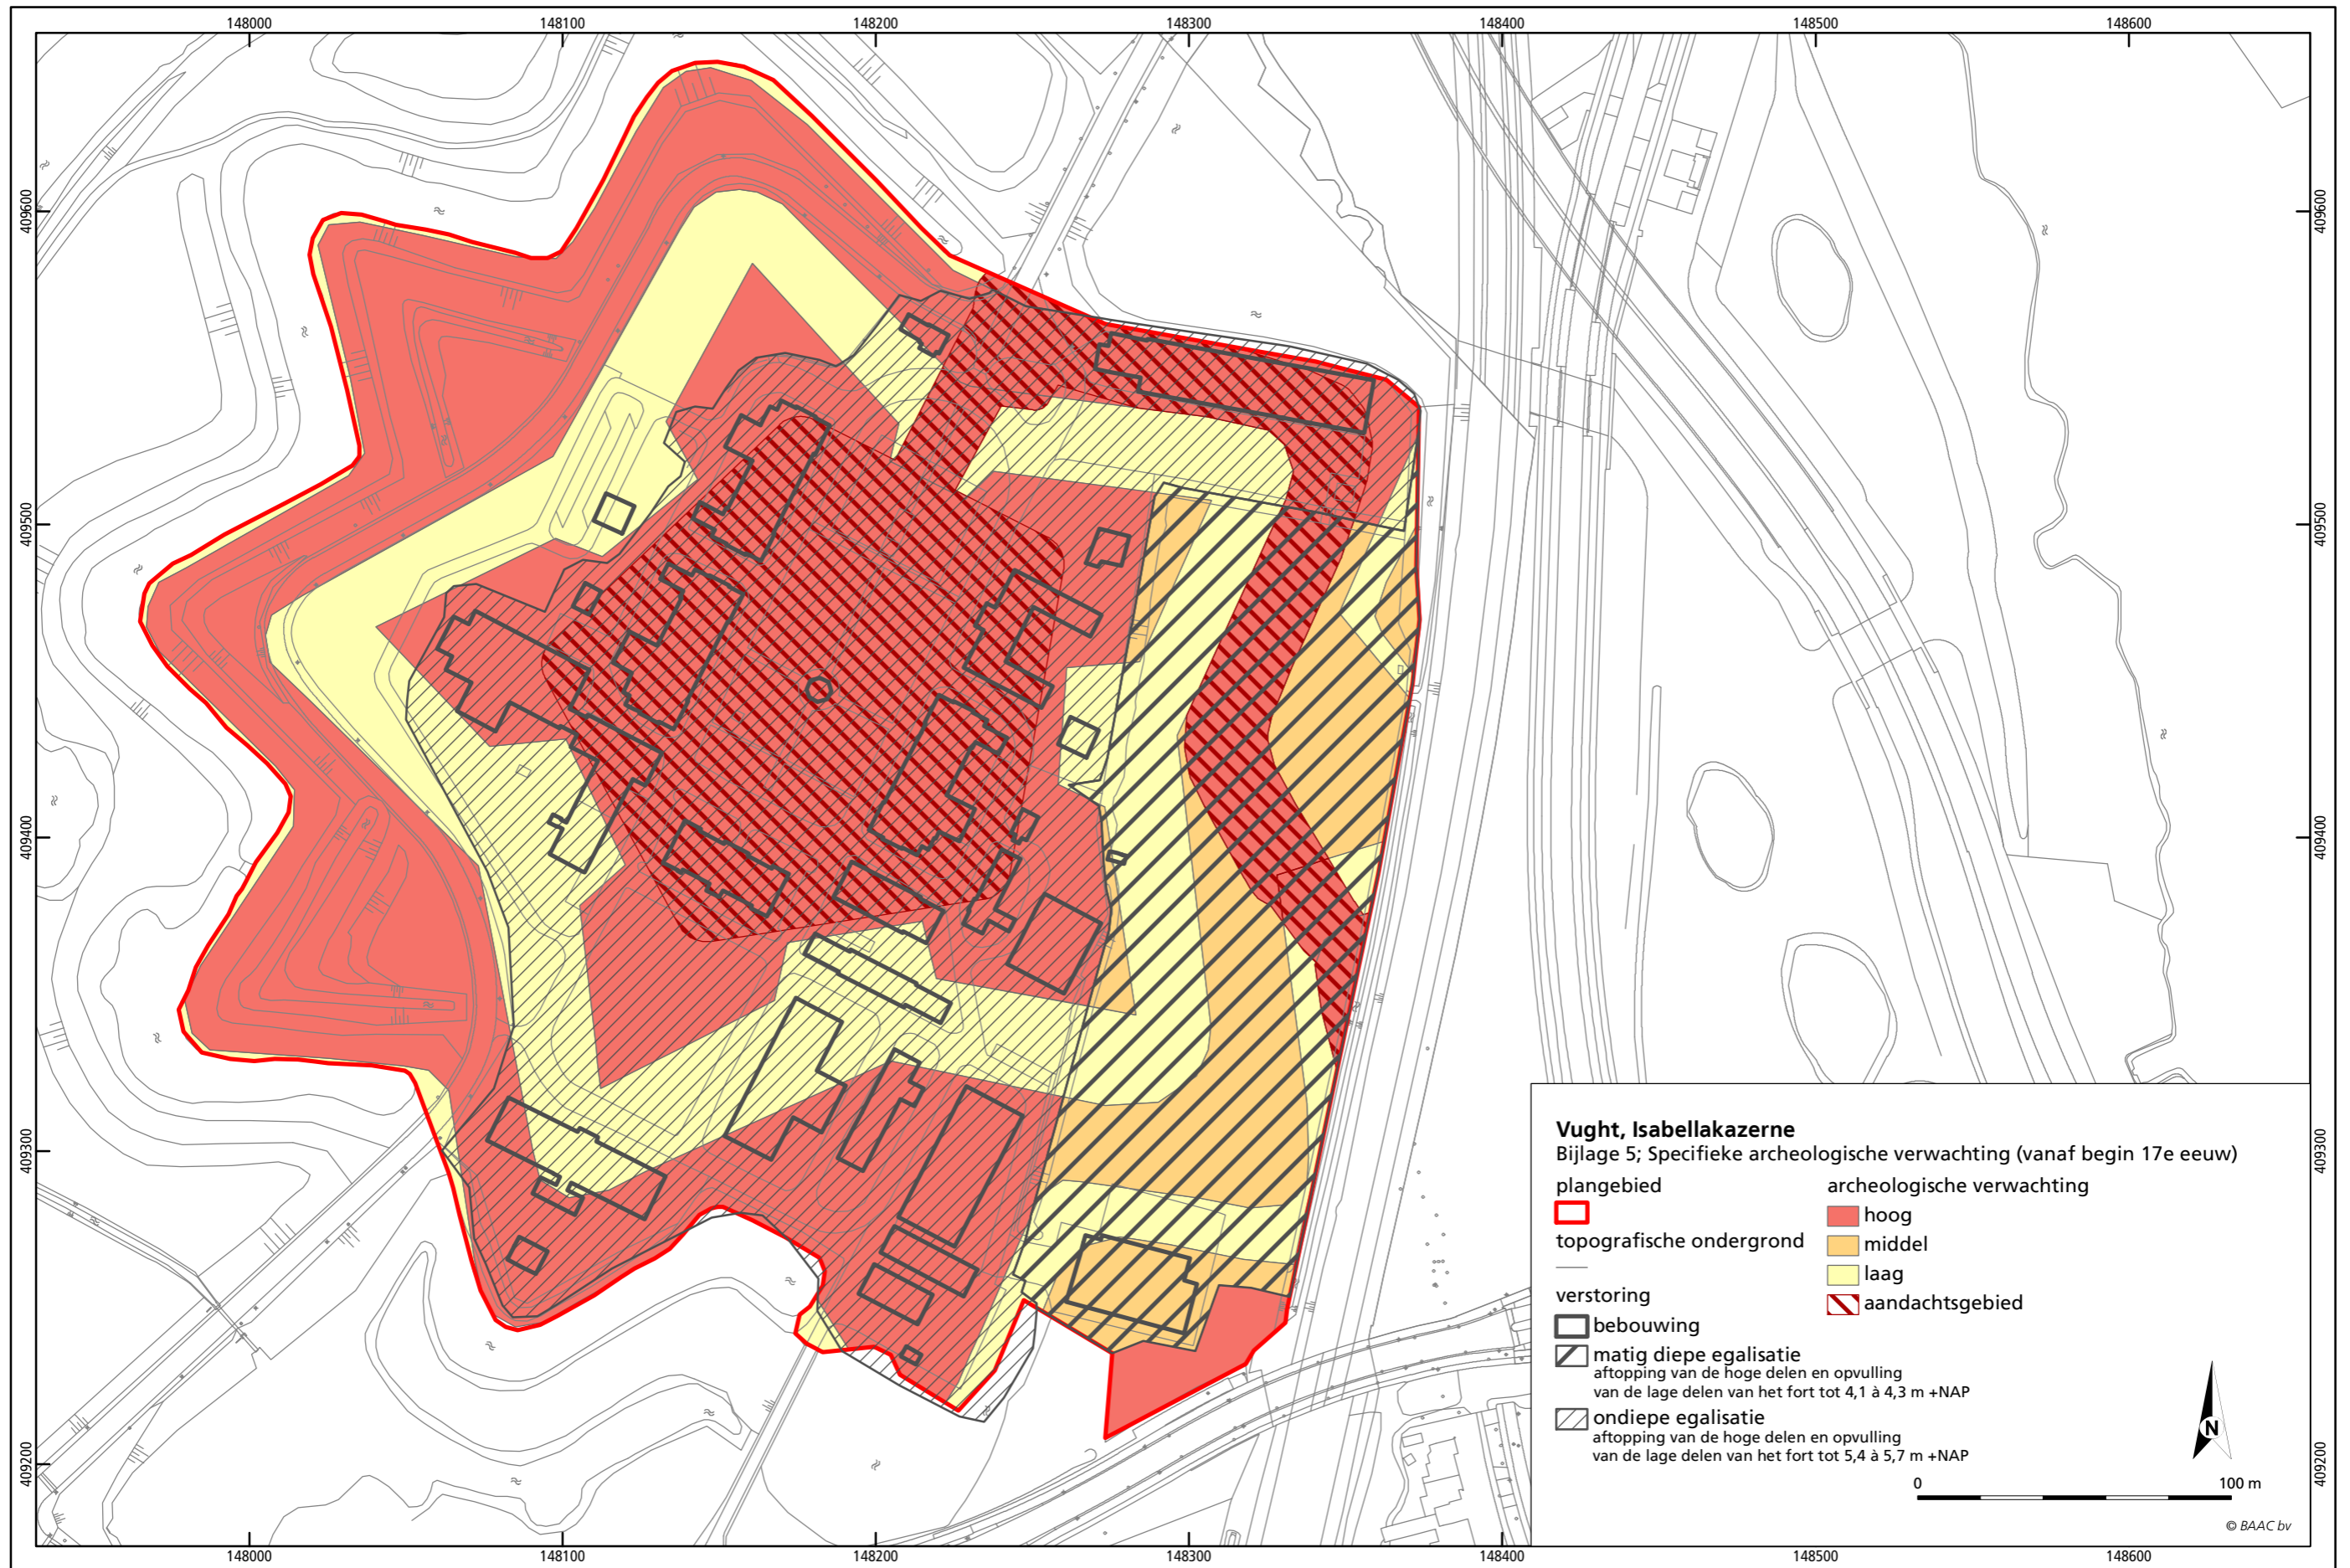 148000 148100 148200 148300 148400 148500 148600
409600 409600
409500 409500
409400 409400
409300 409300
409200 409200
Vught, Isabellakazerne
Bijlage 5; Specifieke archeologische verwachting (vanaf begin 17e eeuw)
plangebied
topografische ondergrond
verstoring
bebouwing
matig diepe egalisatie
aftopping van de hoge delen en opvulling
van de lage delen van het fort tot 4,1 à 4,3 m +NAP
ondiepe egalisatie
aftopping van de hoge delen en opvulling
van de lage delen van het fort tot 5,4 à 5,7 m +NAP
archeologische verwachting
hoog
middel
laag
aandachtsgebied
N
0 100 m
© BAAC bv
148000 148100 148200 148300 148400 148500 148600